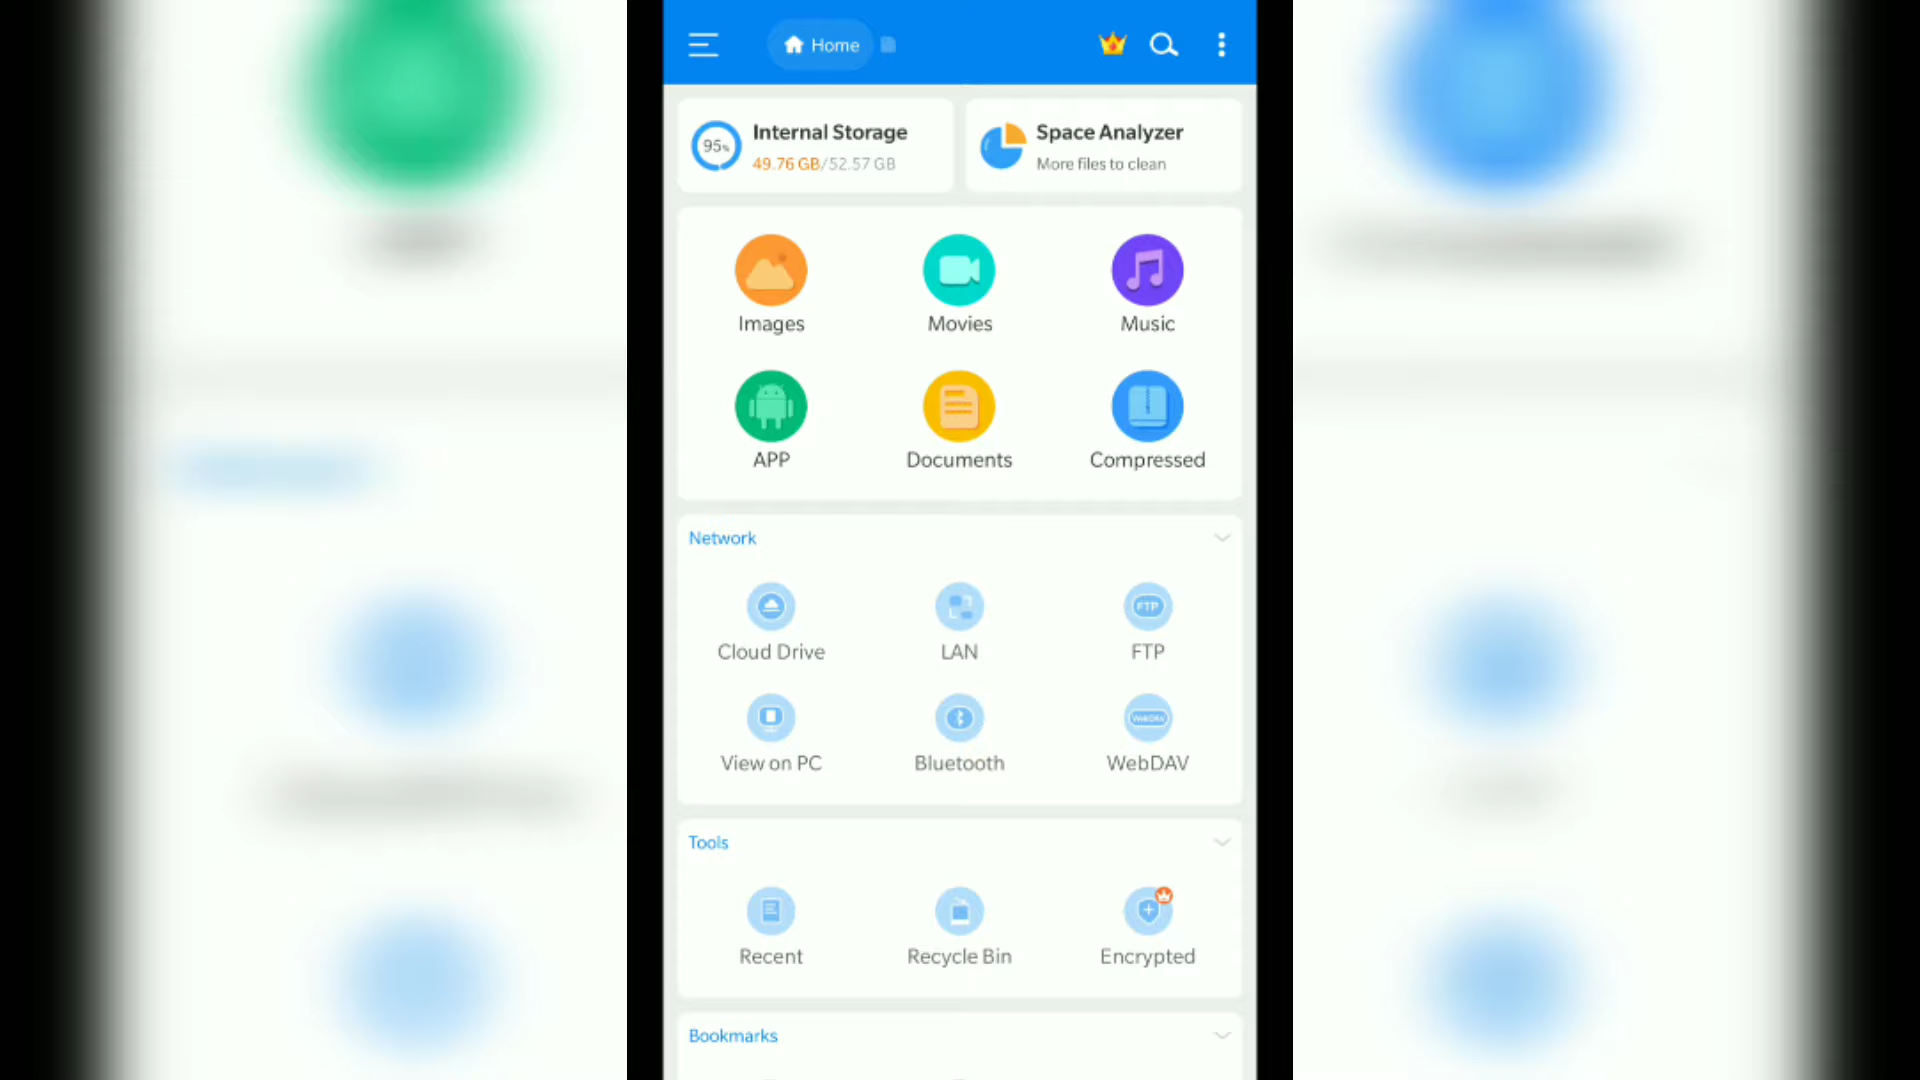 Home
95%
Internal Storage
49.76 GB/52.57 GB
Space Analyzer
More files to clean
Images
Movies
Music
APP
Documents
Compressed
Network
Cloud Drive
LAN
FTP
FTP
View on PC
Bluetooth
WebDAV
WebDAV
Tools
Recent
Recycle Bin
Encrypted
Bookmarks